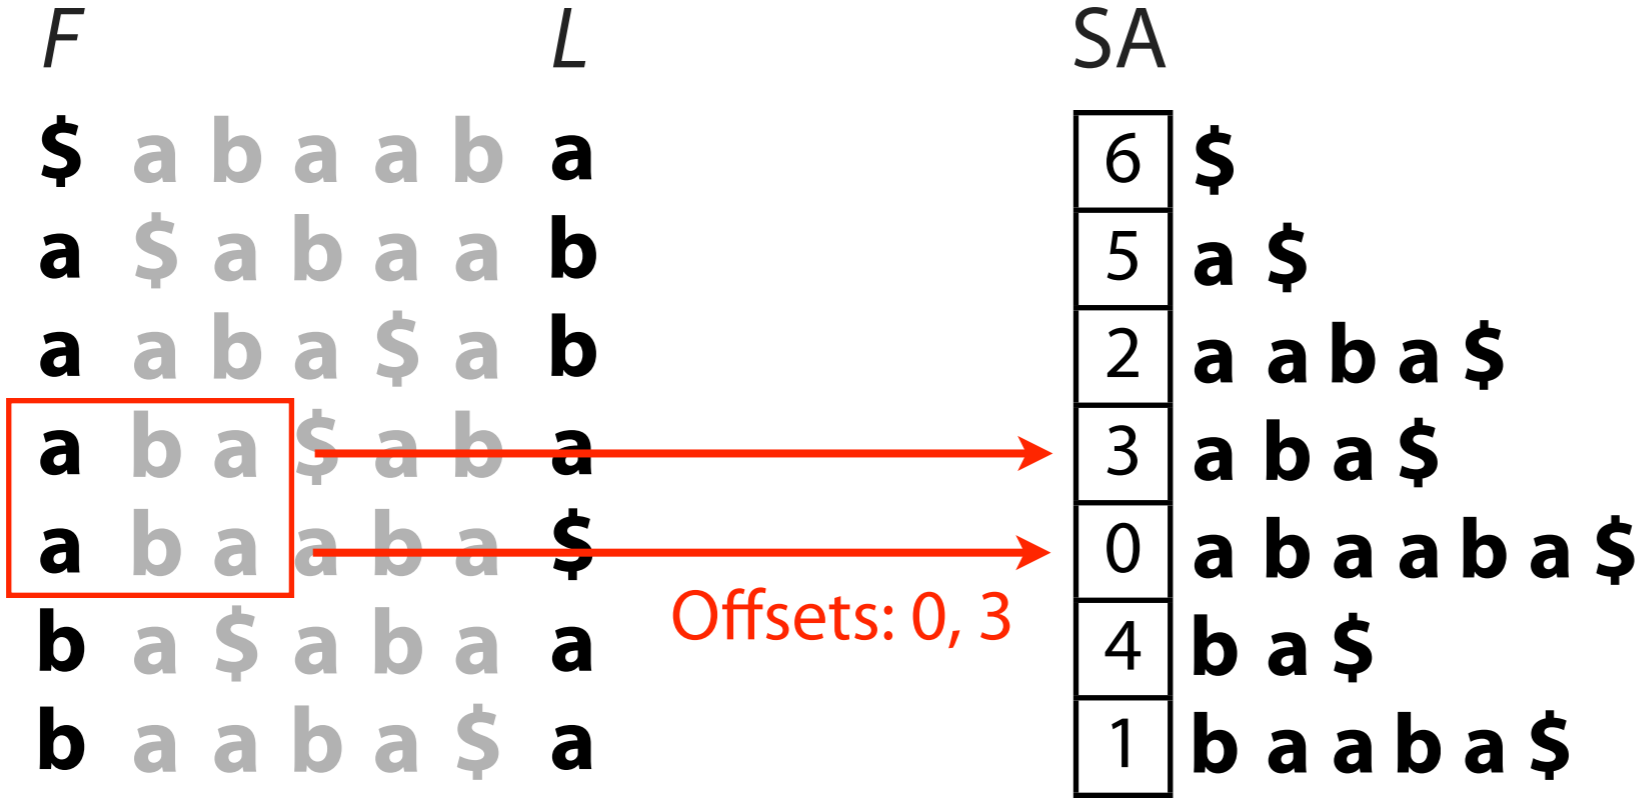 F L SA
$ a b a a b a 6 $
a $ a b a a b 5 a $
a a b a $ a b 2 a a b a $
a b a $ a b a 3 a b a $
a b a a b a $ 0 a b a a b a $
Offsets: 0, 3
b a $ a b a a 4 b a $
b a a b a $ a 1 b a a b a $